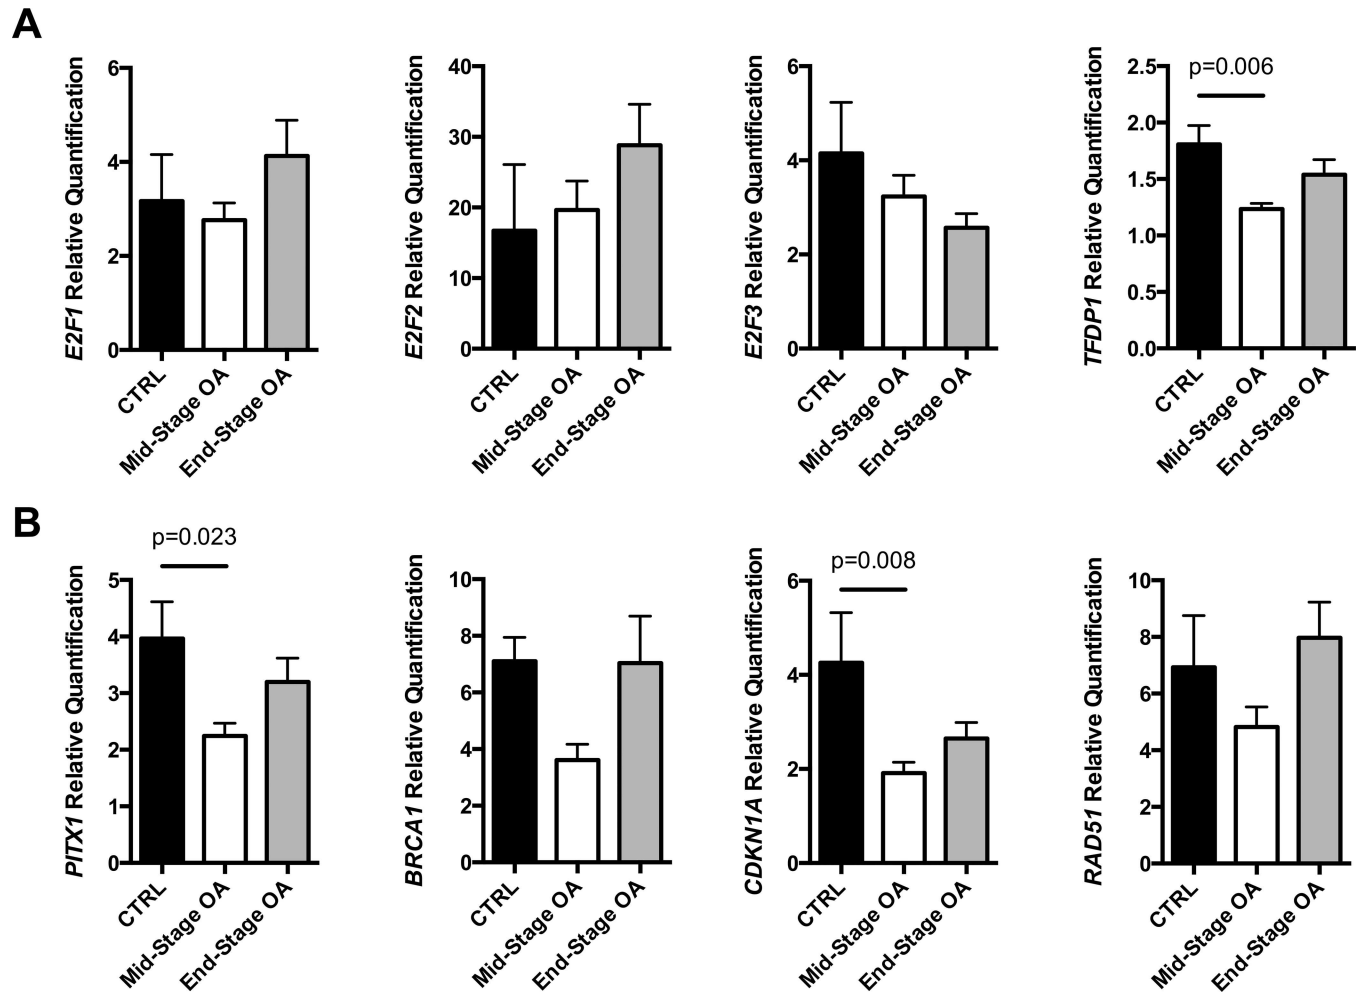 A
E2F1 Relative Quantification
6
4
2
0
CTRL
Mid-Stage OA
End-Stage OA
E2F2 Relative Quantification
40
30
20
10
0
CTRL
Mid-Stage OA
End-Stage OA
E2F3 Relative Quantification
6
4
2
0
CTRL
Mid-Stage OA
End-Stage OA
TFDP1 Relative Quantification
2.5
2.0
1.5
1.0
0.5
0.0
p=0.006
CTRL
Mid-Stage OA
End-Stage OA
B
PITX1 Relative Quantification
p=0.023
5
4
3
2
1
0
CTRL
Mid-Stage OA
End-Stage OA
BRCA1 Relative Quantification
10
8
6
4
2
0
CTRL
Mid-Stage OA
End-Stage OA
CDKN1A Relative Quantification
p=0.008
6
4
2
0
CTRL
Mid-Stage OA
End-Stage OA
RAD51 Relative Quantification
10
8
6
4
2
0
CTRL
Mid-Stage OA
End-Stage OA